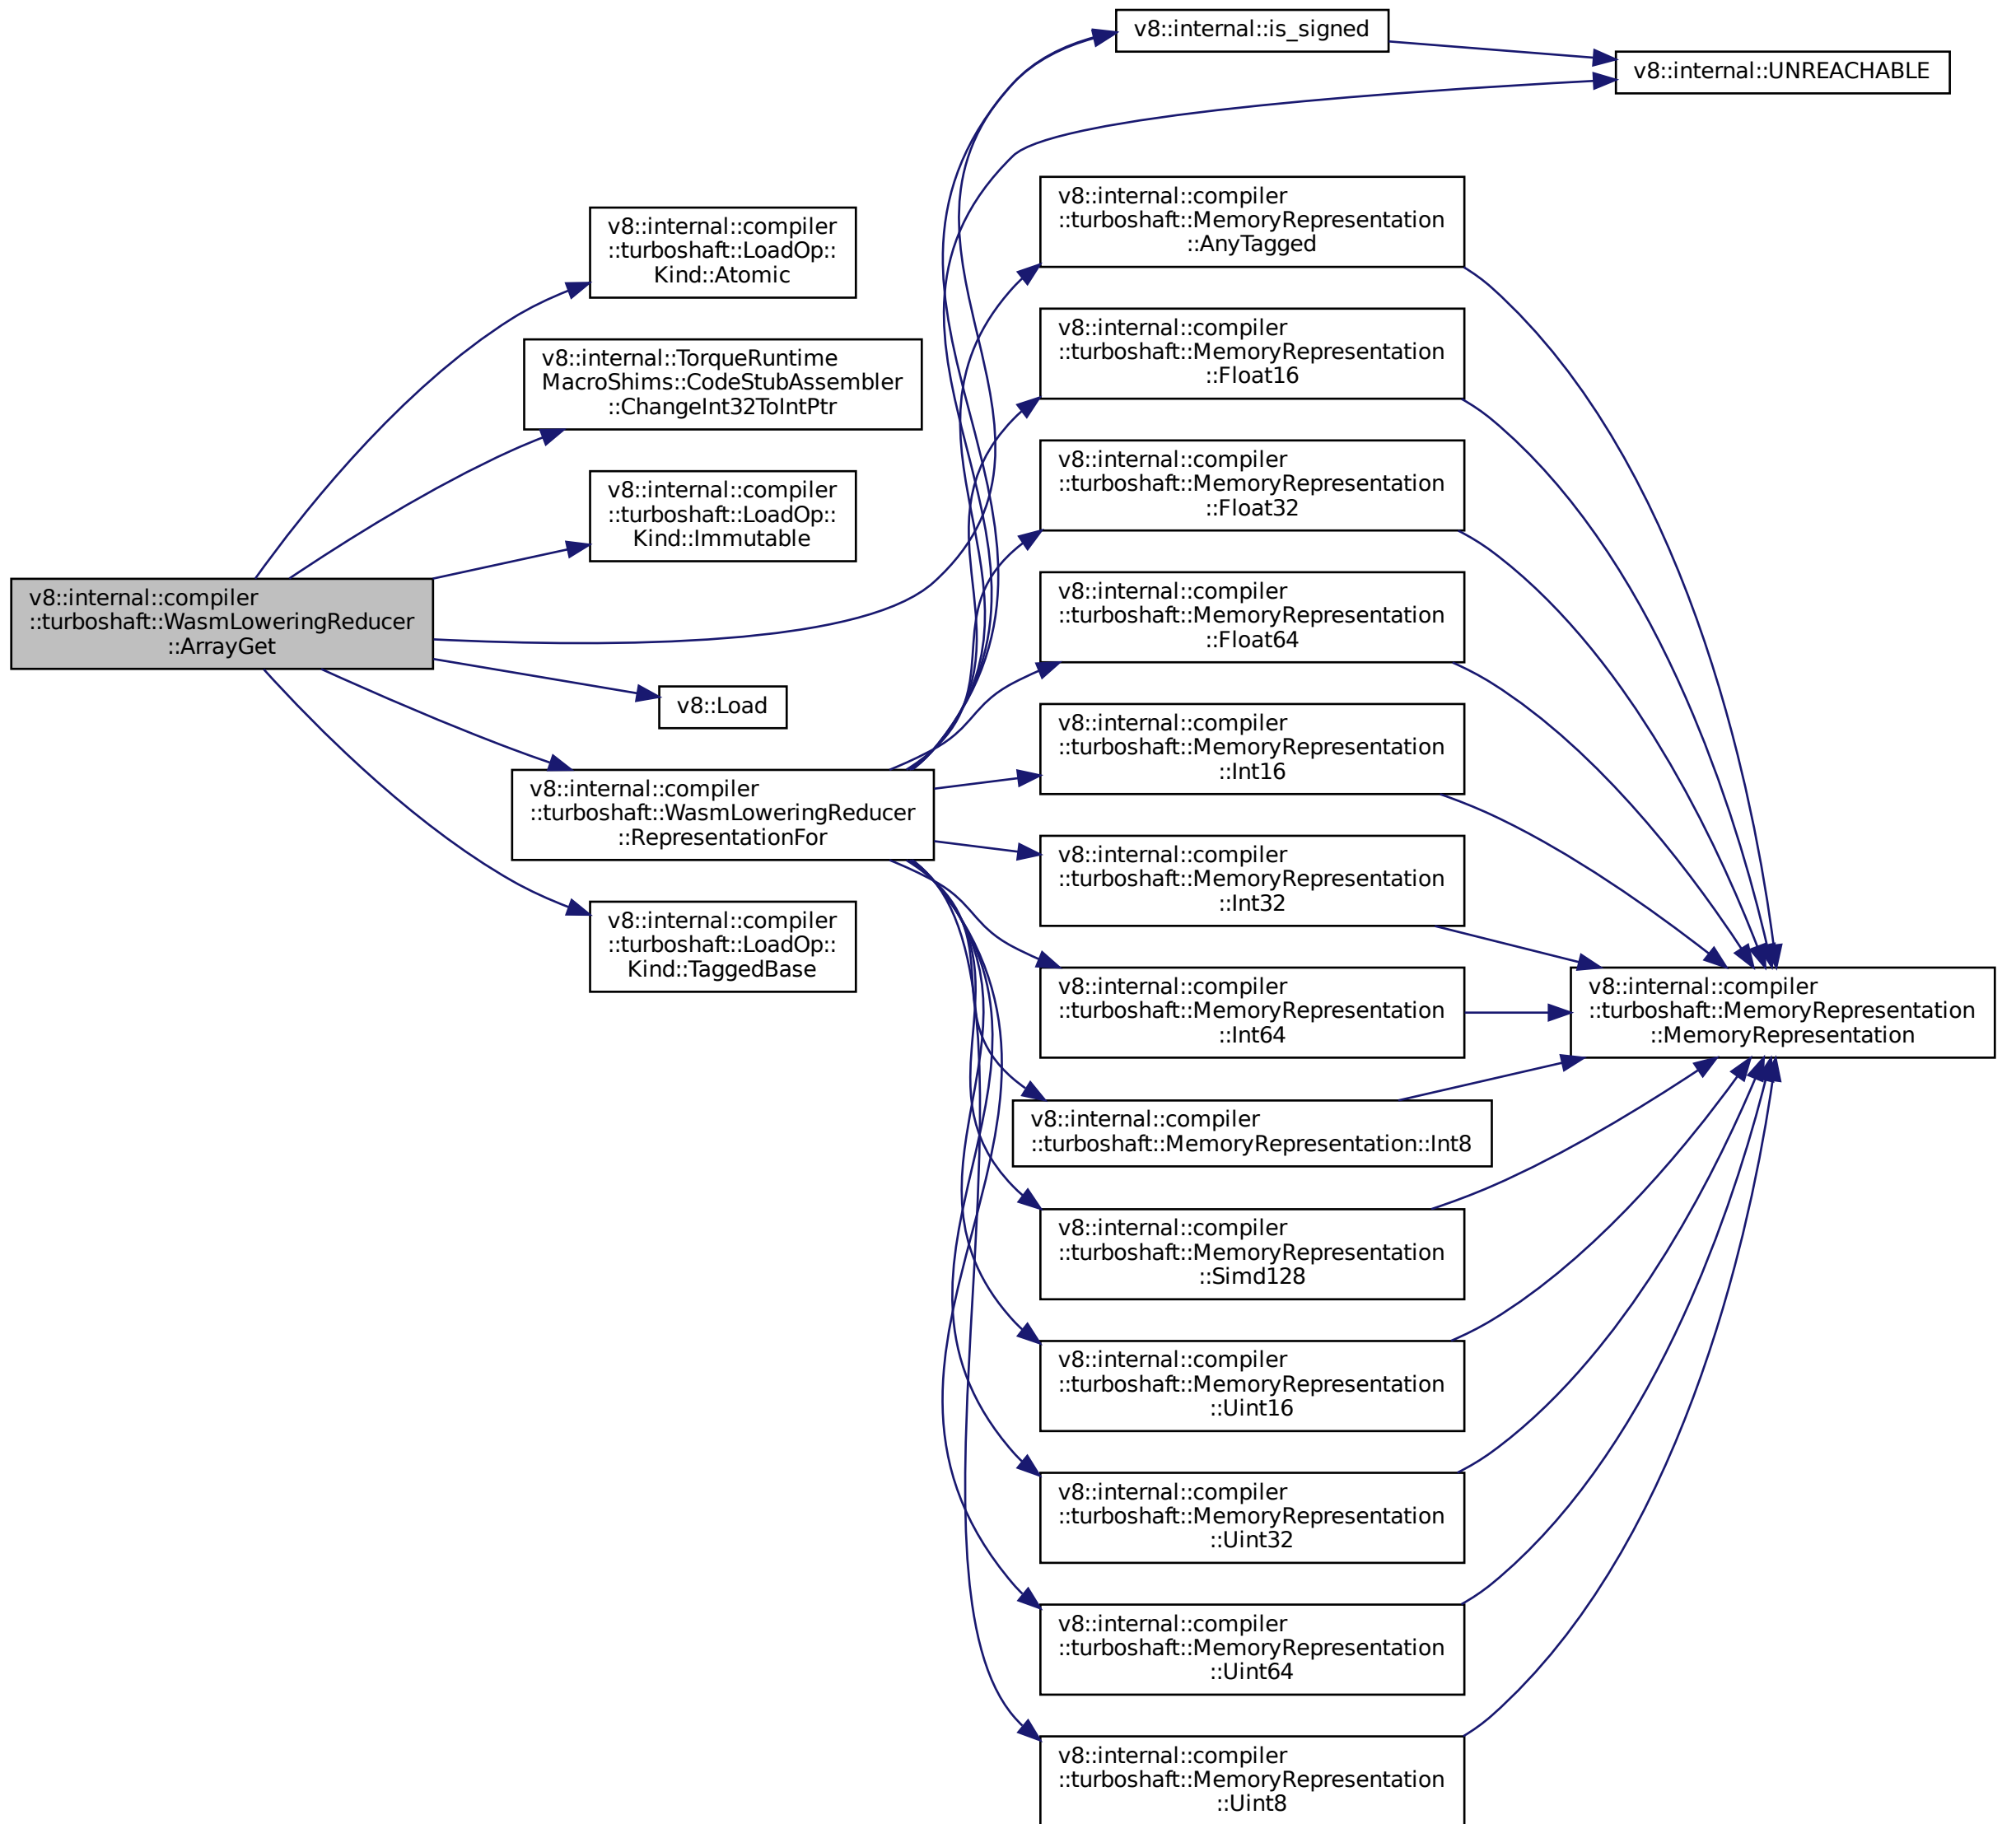 v8::internal::is_signed
v8::internal::UNREACHABLE
v8::internal::compiler
::turboshaft::MemoryRepresentation
::AnyTagged
v8::internal::compiler
::turboshaft::LoadOp::
Kind::Atomic
v8::internal::compiler
::turboshaft::MemoryRepresentation
::Float16
v8::internal::TorqueRuntime
MacroShims::CodeStubAssembler
::ChangeInt32ToIntPtr
v8::internal::compiler
::turboshaft::MemoryRepresentation
::Float32
v8::internal::compiler
::turboshaft::LoadOp::
Kind::Immutable
v8::internal::compiler
::turboshaft::WasmLoweringReducer
::ArrayGet
v8::internal::compiler
::turboshaft::MemoryRepresentation
::Float64
v8::Load
v8::internal::compiler
::turboshaft::MemoryRepresentation
::Int16
v8::internal::compiler
::turboshaft::WasmLoweringReducer
::RepresentationFor
v8::internal::compiler
::turboshaft::MemoryRepresentation
::Int32
v8::internal::compiler
::turboshaft::LoadOp::
Kind::TaggedBase
v8::internal::compiler
::turboshaft::MemoryRepresentation
::Int64
v8::internal::compiler
::turboshaft::MemoryRepresentation
::MemoryRepresentation
v8::internal::compiler
::turboshaft::MemoryRepresentation::Int8
v8::internal::compiler
::turboshaft::MemoryRepresentation
::Simd128
v8::internal::compiler
::turboshaft::MemoryRepresentation
::Uint16
v8::internal::compiler
::turboshaft::MemoryRepresentation
::Uint32
v8::internal::compiler
::turboshaft::MemoryRepresentation
::Uint64
v8::internal::compiler
::turboshaft::MemoryRepresentation
::Uint8